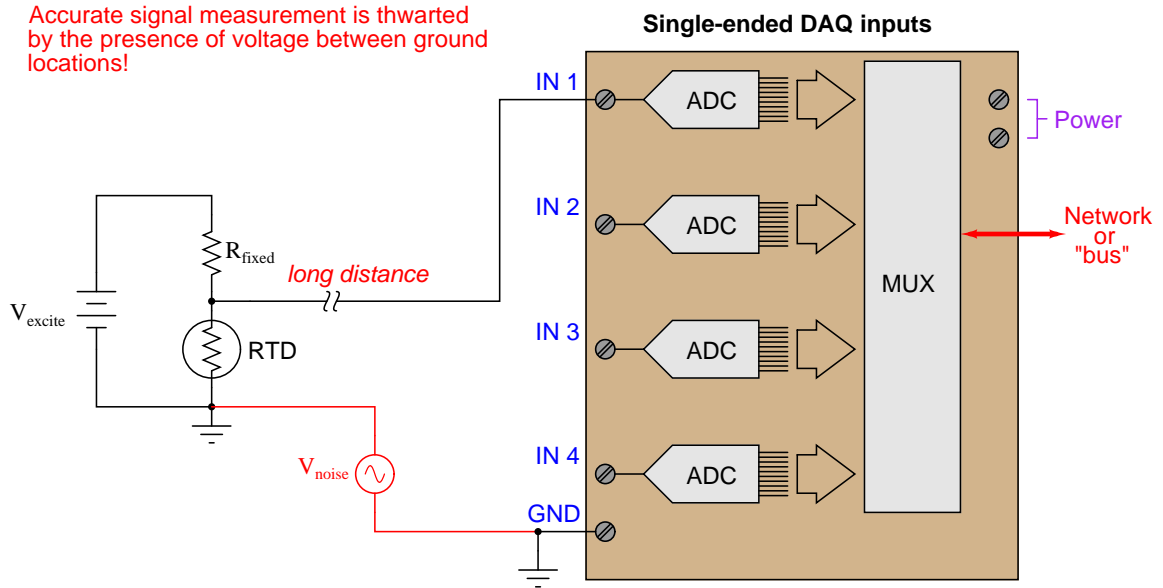 Accurate signal measurement is thwarted
by the presence of voltage between ground
locations!
Single-ended DAQ inputs
IN 1
ADC
Power
IN 2
ADC
Network
or
"bus"
R_fixed
long distance
MUX
V_excite
IN 3
RTD
ADC
IN 4
V_noise
ADC
GND